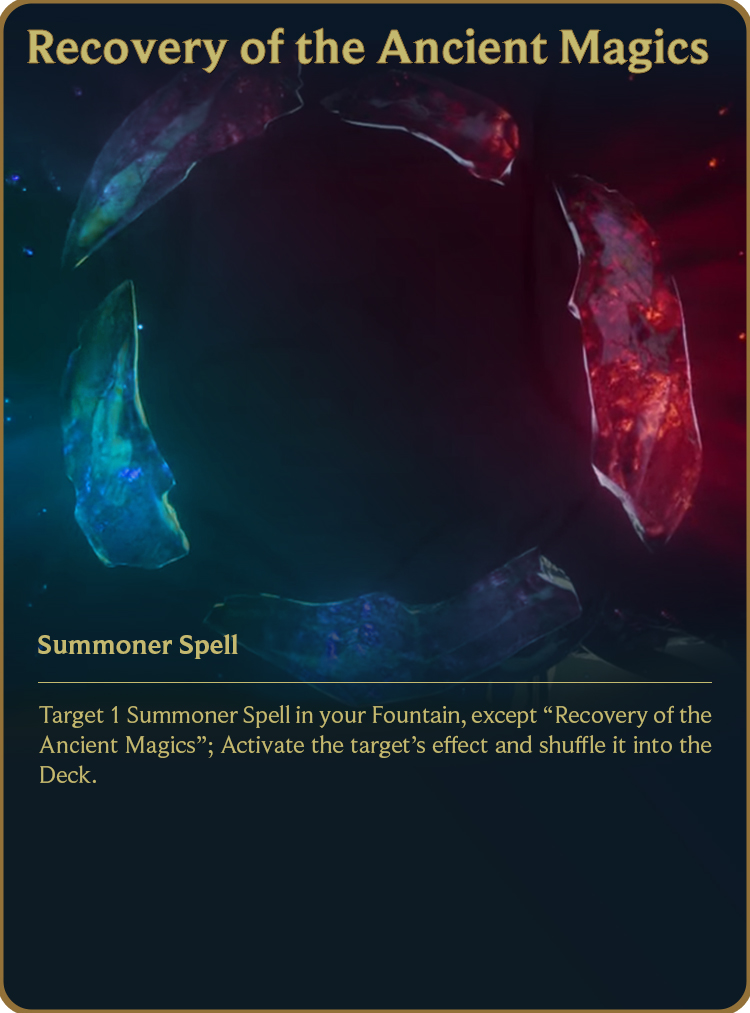 Recovery of the Ancient Magics
Summoner Spell
Target 1 Summoner Spell in your Fountain, except “Recovery of the
Ancient Magics”; Activate the target’s effect and shuffle it into the
Deck.